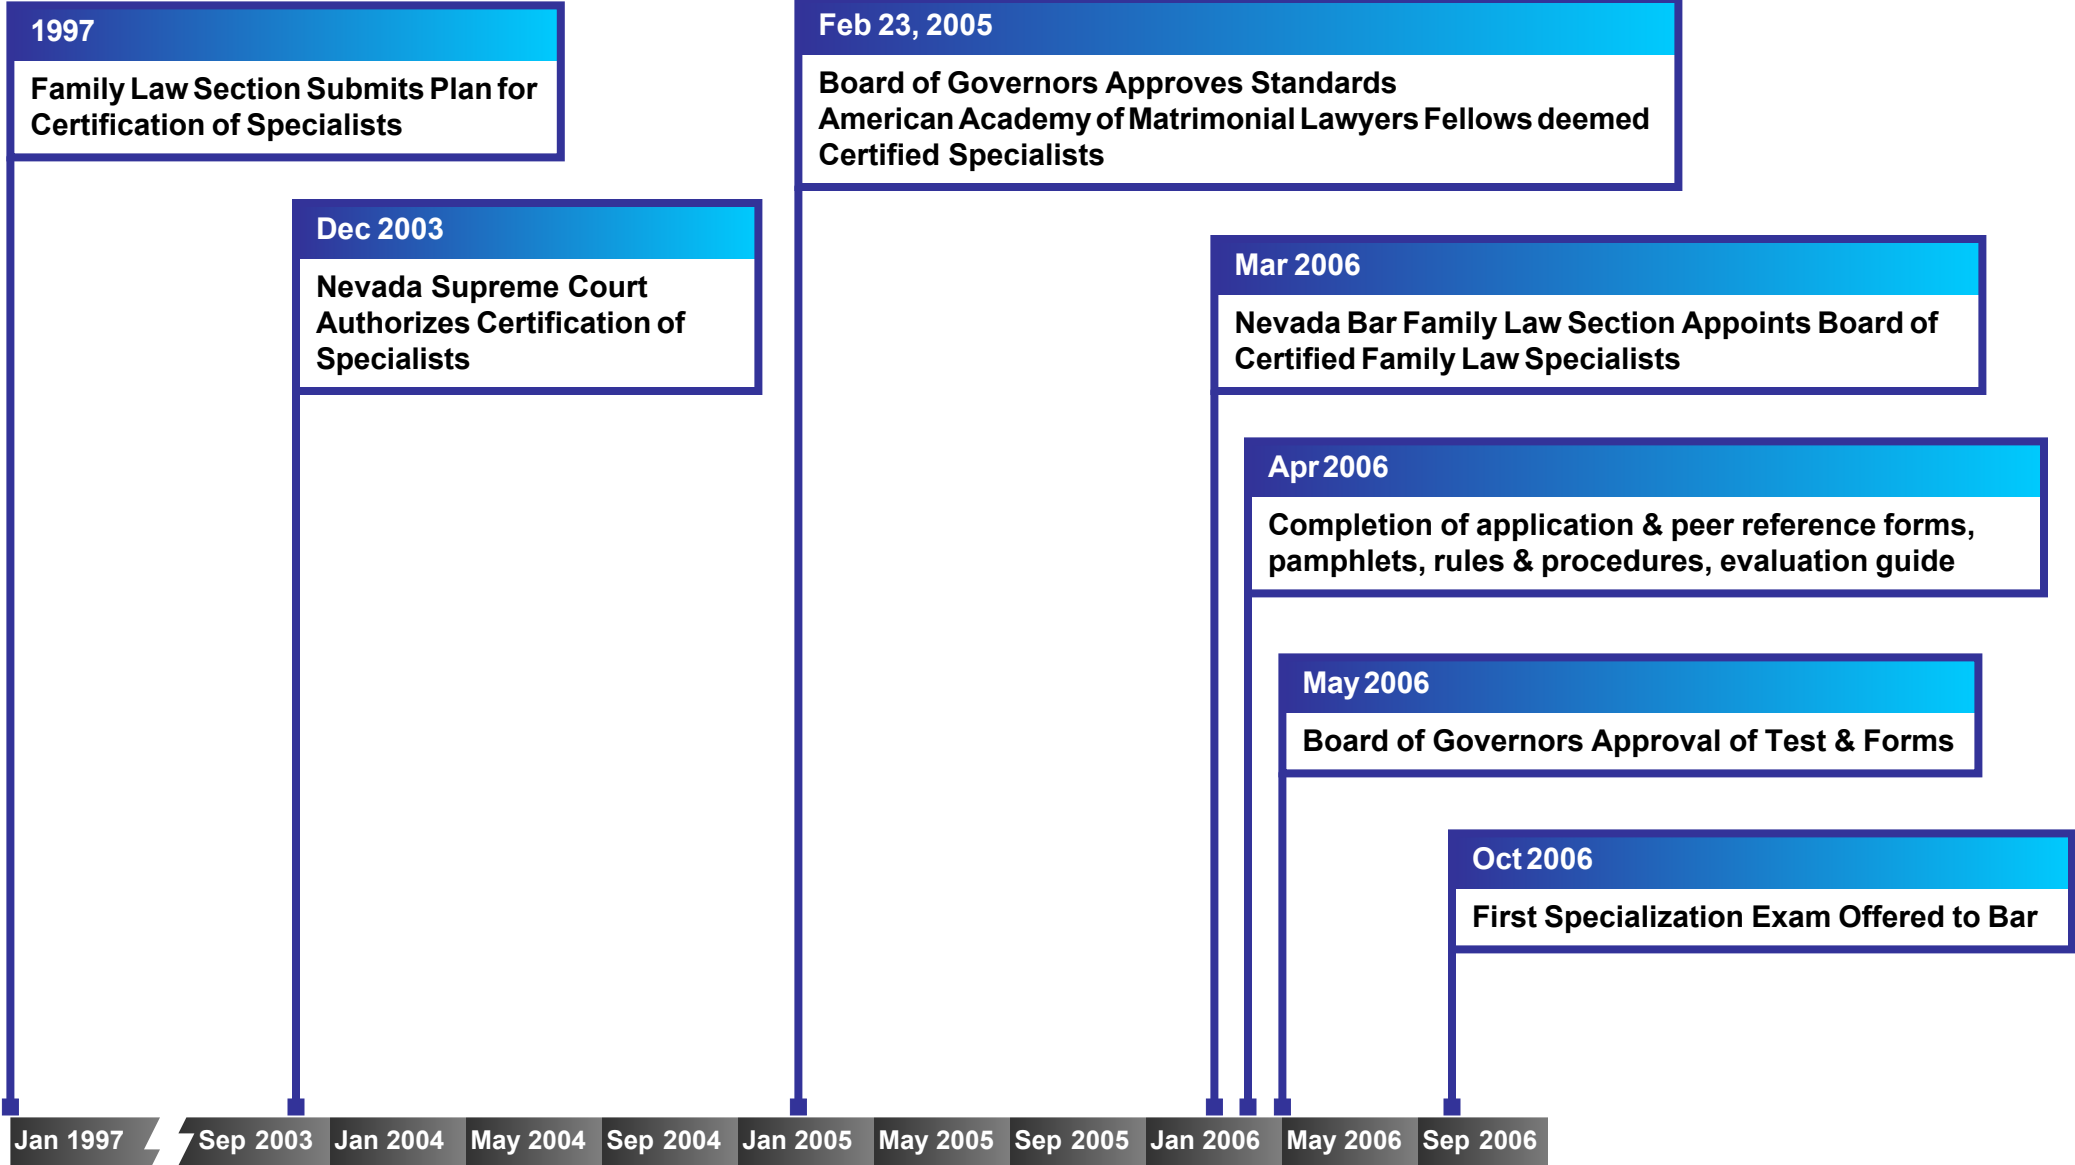 1997
Family Law Section Submits Plan for
Certification of Specialists
Feb 23, 2005
Board of Governors Approves Standards
American Academy of Matrimonial Lawyers Fellows deemed
Certified Specialists
Dec 2003
Nevada Supreme Court
Authorizes Certification of
Specialists
Mar 2006
Nevada Bar Family Law Section Appoints Board of
Certified Family Law Specialists
Apr 2006
Completion of application & peer reference forms,
pamphlets, rules & procedures, evaluation guide
May 2006
Board of Governors Approval of Test & Forms
Oct 2006
First Specialization Exam Offered to Bar
Jan 1997 Sep 2003 Jan 2004 May 2004 Sep 2004 Jan 2005 May 2005 Sep 2005 Jan 2006 May 2006 Sep 2006